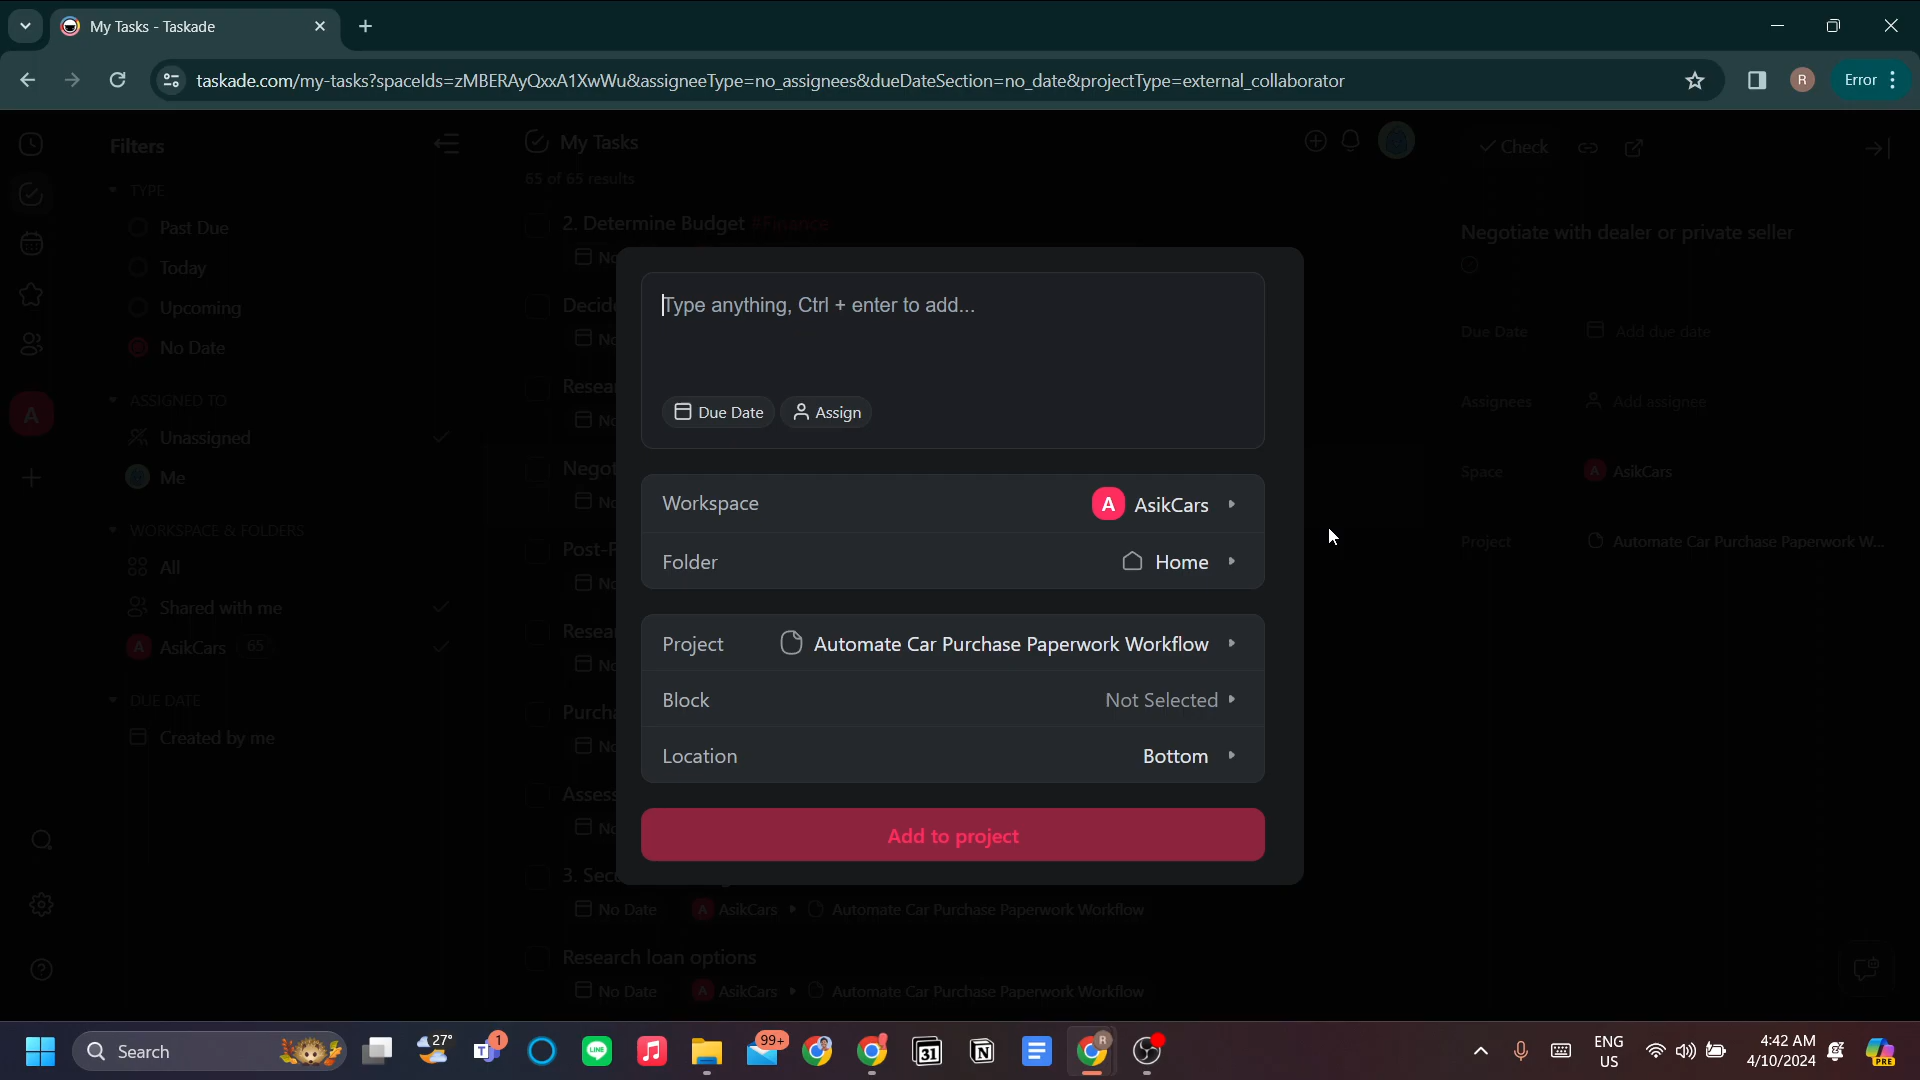 My Tasks - Taskade
taskade.com/my-tasks?spaceIds=zMBERAyQxxA1XwWu&assigneeType=no_assignees&dueDateSection=no_date&projectType=external_collaborator
R
Error
Filters
TYPE
Past Due
Today
Upcoming
No Date
ASSIGNED TO
Unassigned
Me
WORKSPACE & FOLDERS
All
Shared with me
A AsikCars 65
DUE DATE
Created by me
A
My Tasks
65 of 65 results
2. Determine Budget #Finance
3.
No Date A AsikCars Automate Car Purchase Paperwork Workflow
Research loan options
No Date A AsikCars Automate Car Purchase Paperwork Workflow
Type anything, Ctrl + enter to add...
Due Date Assign
Workspace A AsikCars
Folder Home
Project Automate Car Purchase Paperwork Workflow
Block Not Selected
Location Bottom
Add to project
Check
Negotiate with dealer or private seller
Due Date Add due date
Assignees Add assignee
Space A AsikCars
Project Automate Car Purchase Paperwork W...
Search
27°
1
LINE
99+
31
R
ENG
US
4:42 AM
4/10/2024
PRE